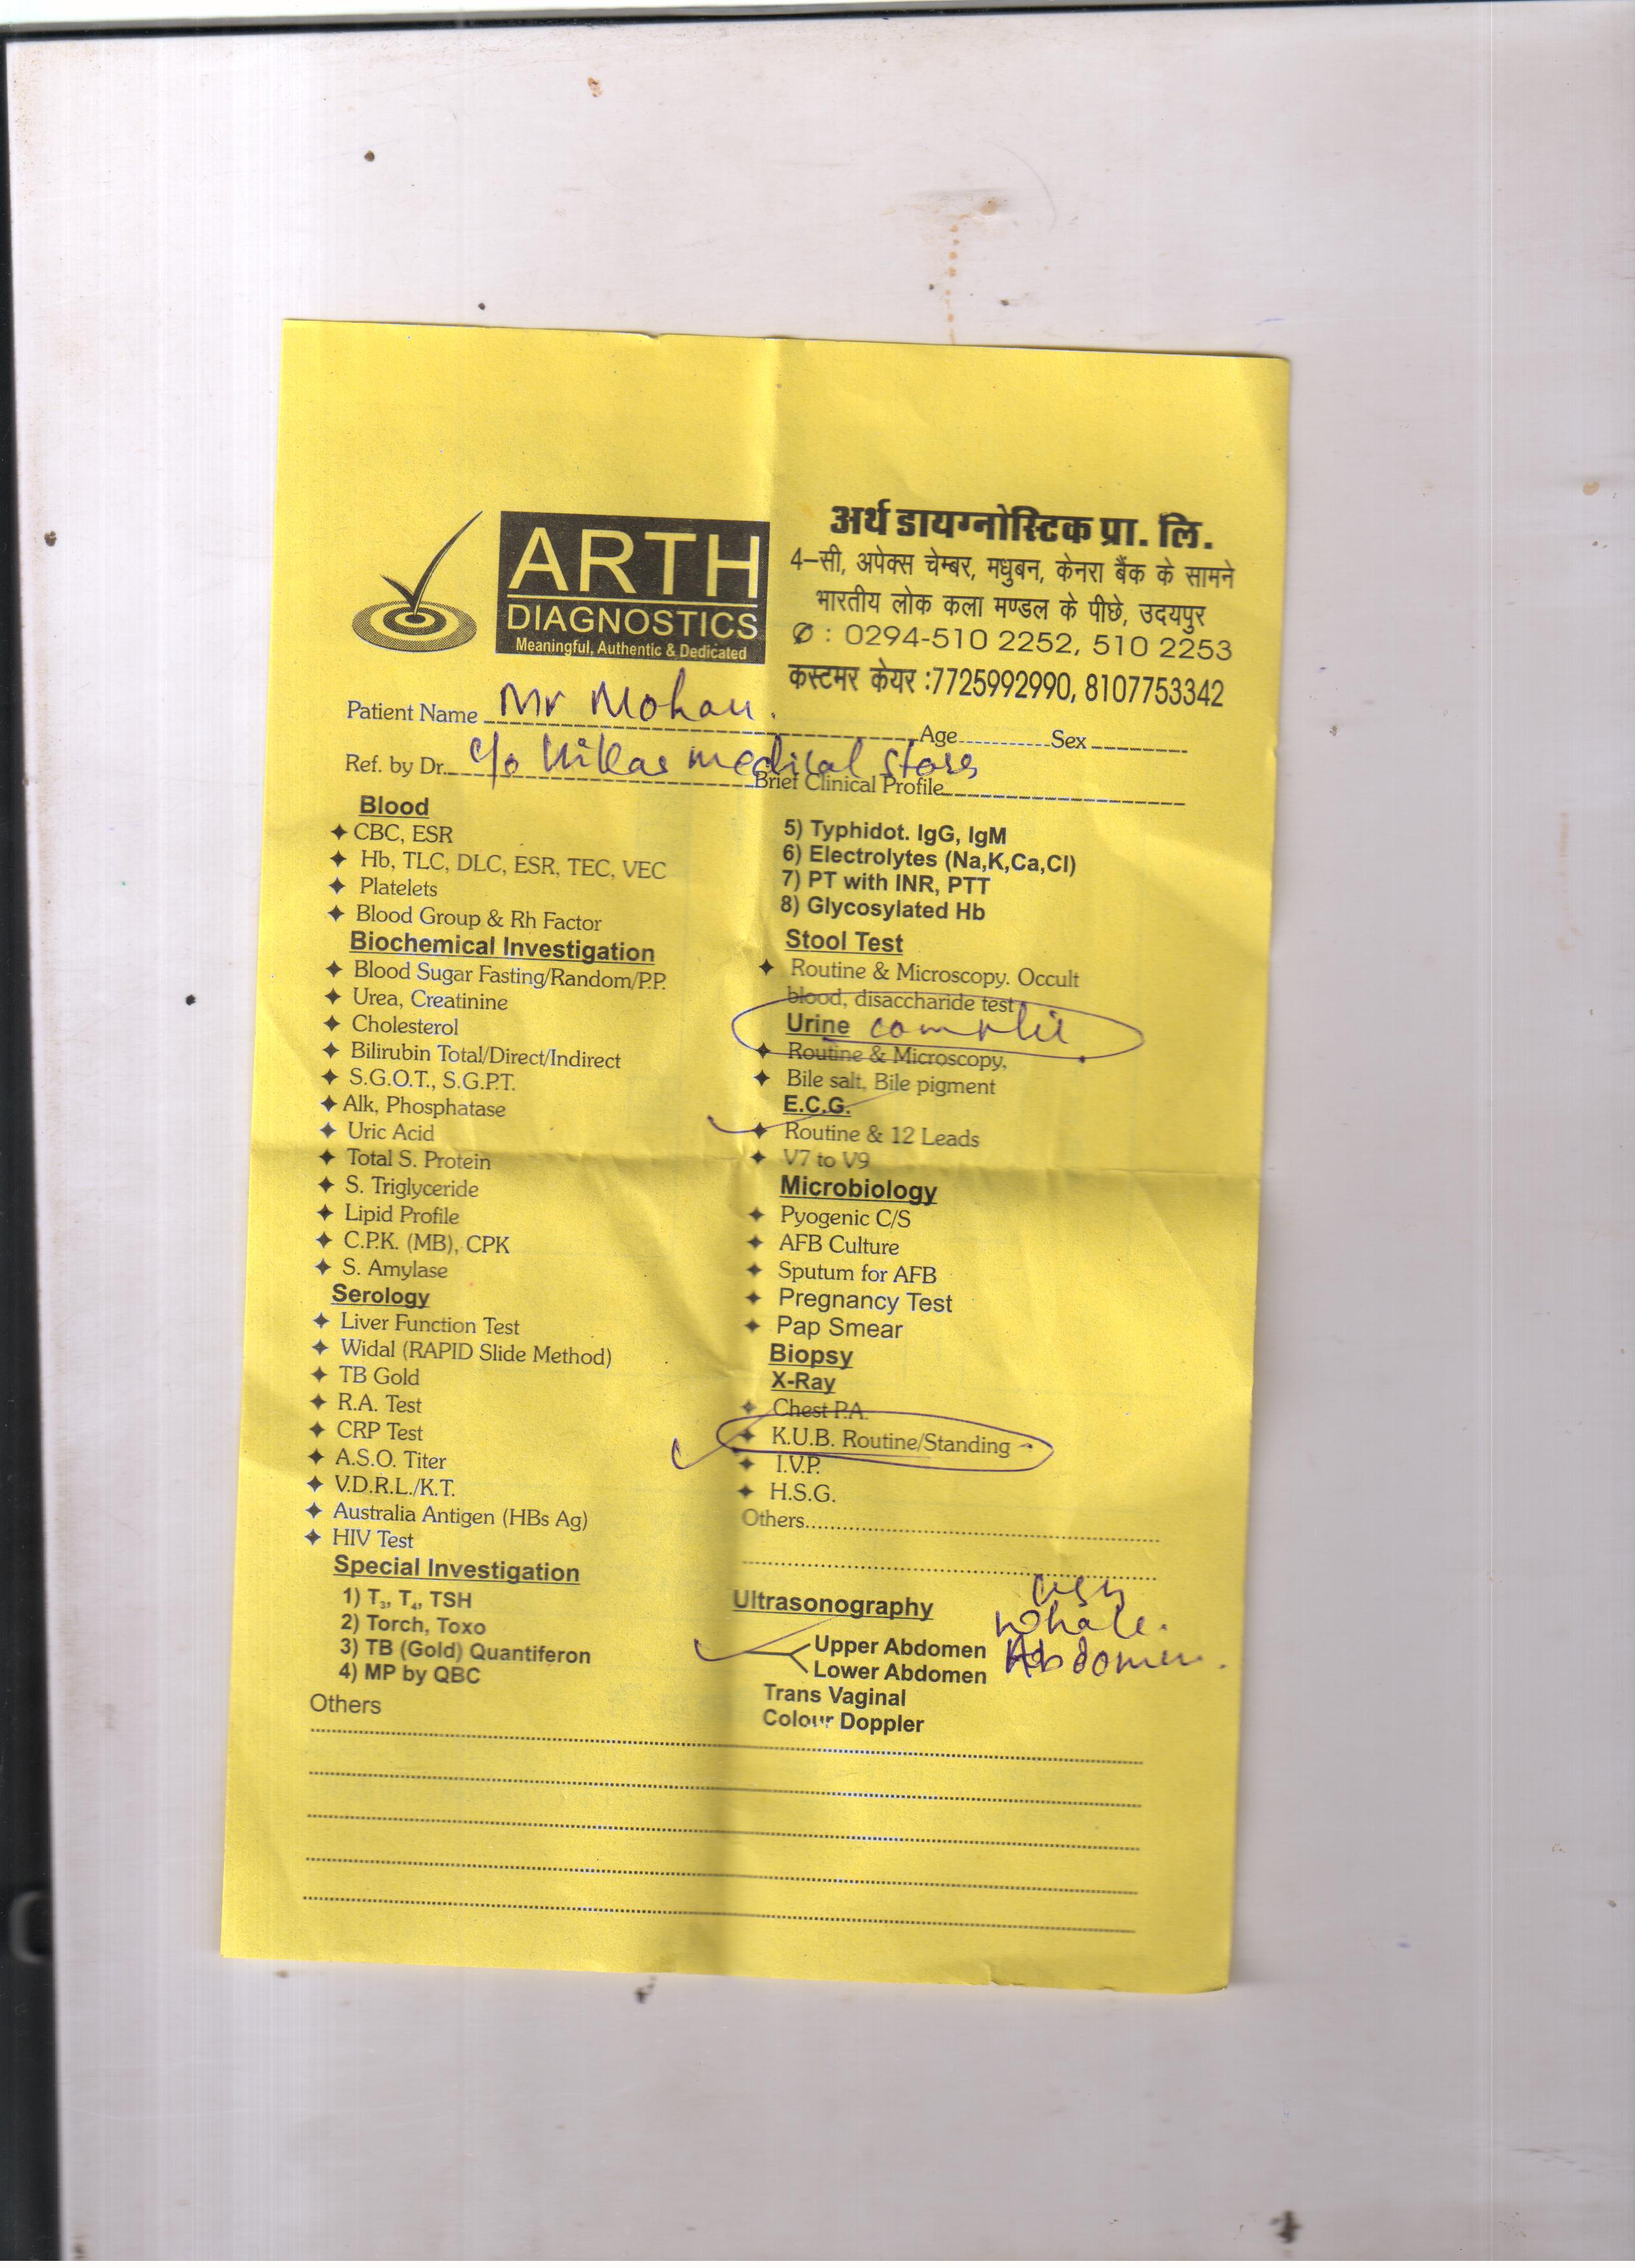 ARTH
DIAGNOSTICS
Meaningful, Authentic & Dedicated
अर्थ डायग्नोस्टिक प्रा. लि.
4-सी, अपेक्स चेम्बर, मधुबन, केनरा बैंक के सामने
भारतीय लोक कला मण्डल के पीछे, उदयपुर
✆ : 0294-510 2252, 510 2253
कस्टमर केयर :7725992990, 8107753342
Patient Name Mr Mohan. Age Sex
Ref. by Dr. c/o Vikas medical store Brief Clinical Profile
Blood
✦ CBC, ESR
✦ Hb, TLC, DLC, ESR, TEC, VEC
✦ Platelets
✦ Blood Group & Rh Factor
Biochemical Investigation
✦ Blood Sugar Fasting/Random/P.P.
✦ Urea, Creatinine
✦ Cholesterol
✦ Bilirubin Total/Direct/Indirect
✦ S.G.O.T., S.G.P.T.
✦ Alk, Phosphatase
✦ Uric Acid
✦ Total S. Protein
✦ S. Triglyceride
✦ Lipid Profile
✦ C.P.K. (MB), CPK
✦ S. Amylase
Serology
✦ Liver Function Test
✦ Widal (RAPID Slide Method)
✦ TB Gold
✦ R.A. Test
✦ CRP Test
✦ A.S.O. Titer
✦ V.D.R.L./K.T.
✦ Australia Antigen (HBs Ag)
✦ HIV Test
Special Investigation
1) T₃, T₄, TSH
2) Torch, Toxo
3) TB (Gold) Quantiferon
4) MP by QBC
Others
5) Typhidot. IgG, IgM
6) Electrolytes (Na,K,Ca,Cl)
7) PT with INR, PTT
8) Glycosylated Hb
Stool Test
✦ Routine & Microscopy. Occult
blood, disaccharide test
Urine
✦ Routine & Microscopy,
✦ Bile salt, Bile pigment
E.C.G.
✦ Routine & 12 Leads
✦ V7 to V9
Microbiology
✦ Pyogenic C/S
✦ AFB Culture
✦ Sputum for AFB
✦ Pregnancy Test
✦ Pap Smear
Biopsy
X-Ray
✦ Chest P.A.
✦ K.U.B. Routine/Standing
✦ I.V.P.
✦ H.S.G.
Others
Ultrasonography
Upper Abdomen
Lower Abdomen
whole.
Abdomen.
Trans Vaginal
Colour Doppler